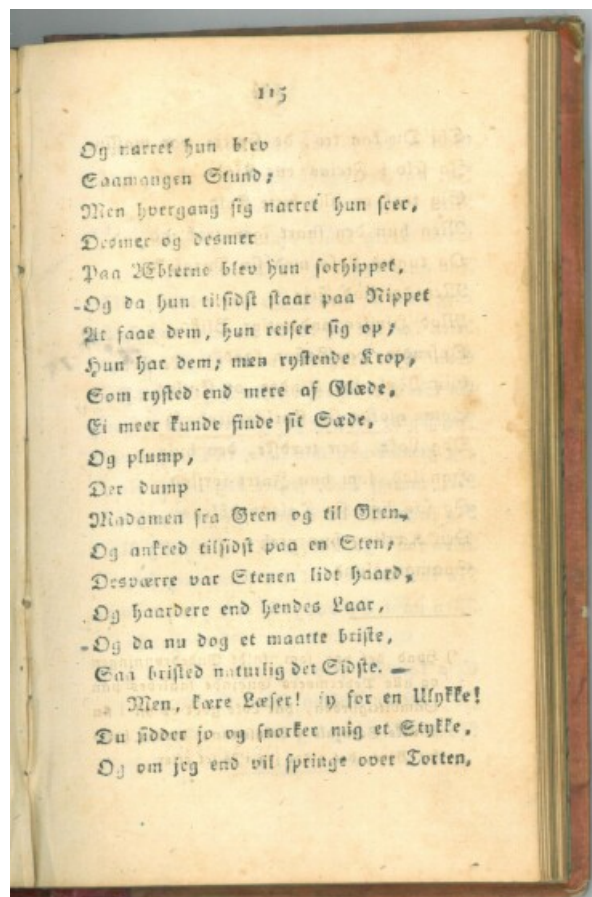 115
Og narret hun blev
Saamangen Stund;
Men hvergang sig narret hun seer,
Desmer og desmer
Paa Æblerne blev hun forhippet,
Og da hun tilsidst staar paa Nippet
At faae dem, hun reiser sig op;
Hun har dem; men rystende Krop,
Som rysted end mere af Glæde,
Ei meer kunde finde sit Sæde,
Og plump,
Der dump
Madamen fra Gren og til Gren,
Og ankred tilsidst paa en Sten;
Desværre var Stenen lidt haard,
Og haardere end hendes Laar,
Og da nu dog et maatte briste,
Saa bristed naturlig det Sidste. —
Men, kære Læser! fy for en Ulykke!
Du sidder jo og snorker mig et Stykke,
Og om jeg end vil springe over Torten,